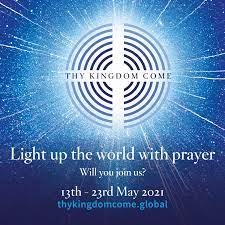 THY KINGDOM COME
Light up the world with prayer
Will you join us?
13th - 23rd May 2021
thykingdomcome.global